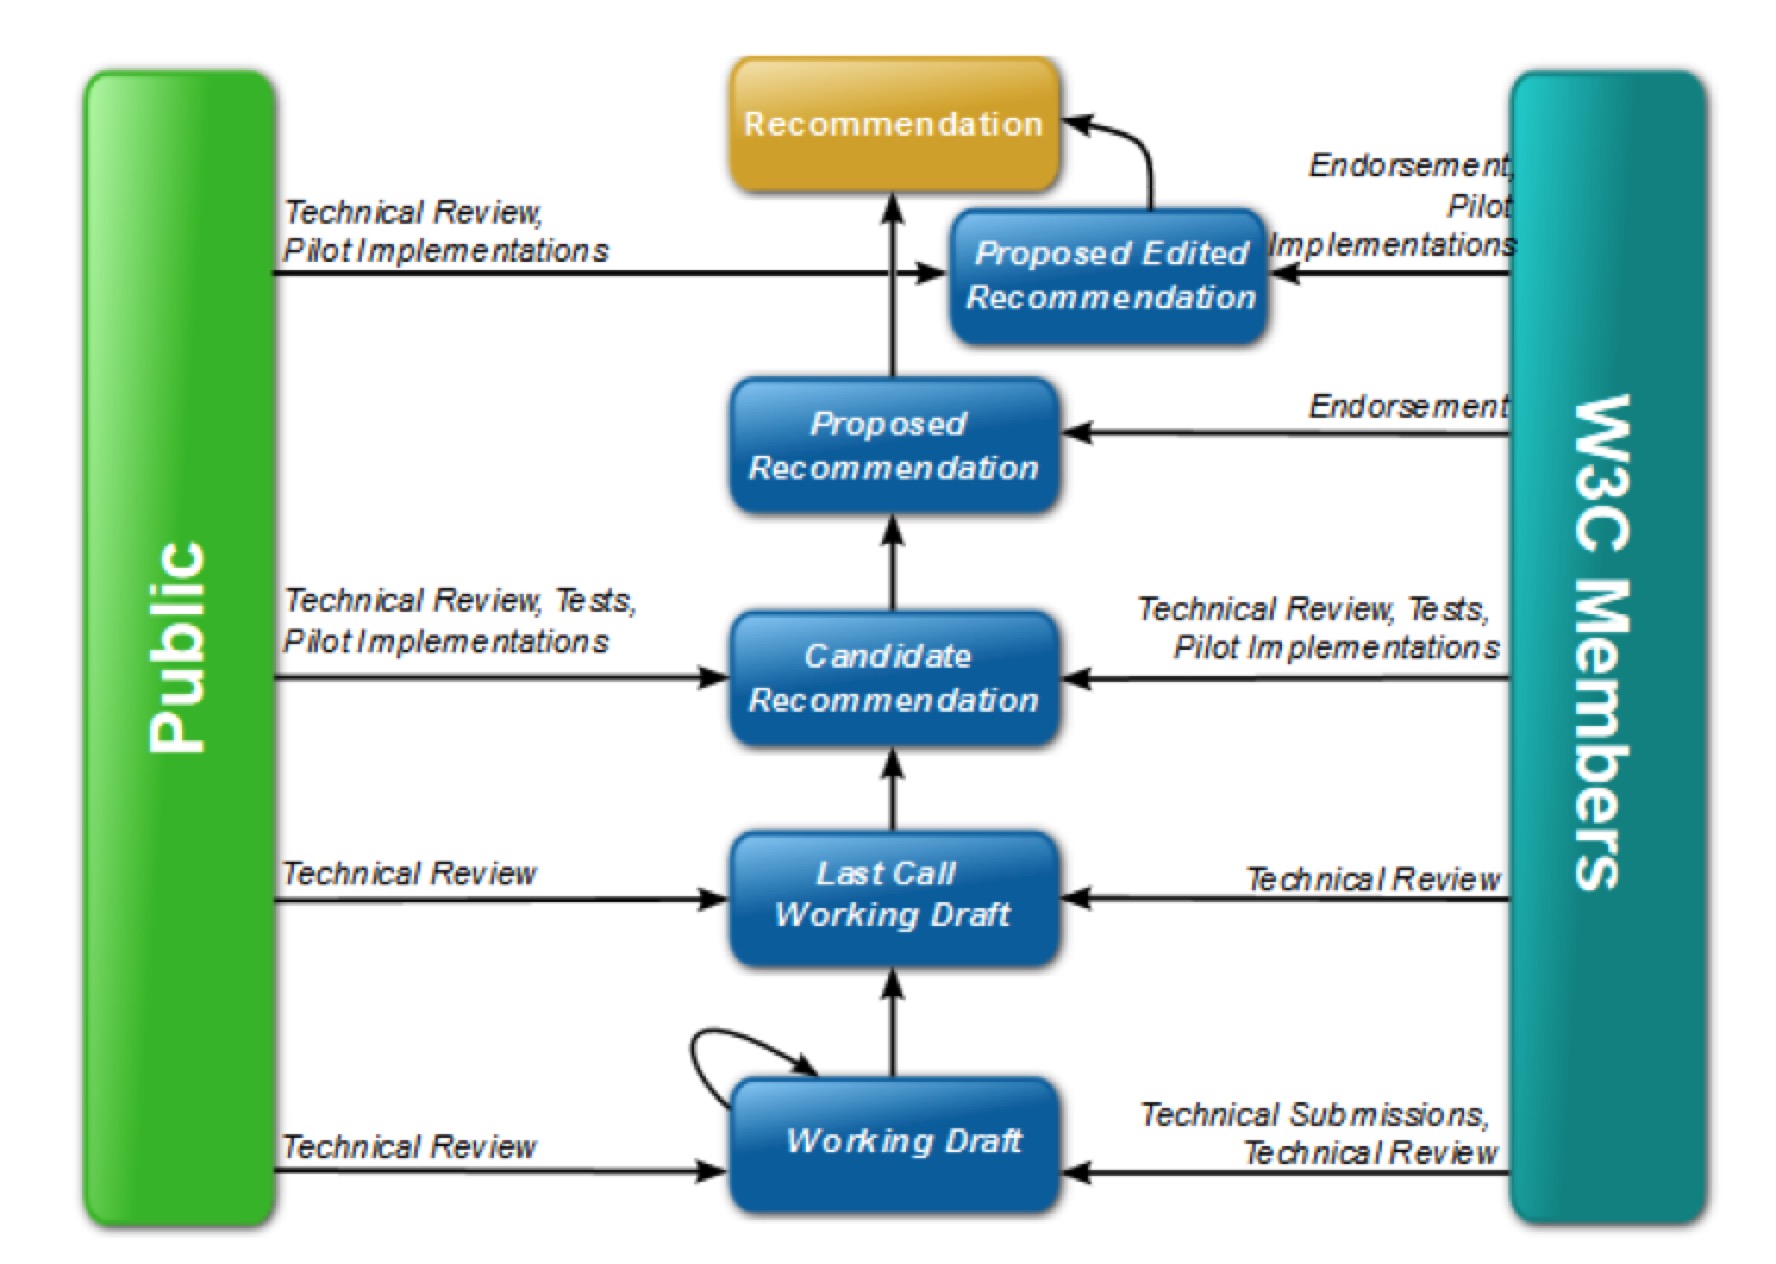 Recommendation
Endorsement,
Pilot
Implementations
Technical Review,
Pilot Implementations
Proposed Edited
Recommendation
Proposed
Recommendation
Endorsement
Public
W3C Members
Technical Review, Tests,
Pilot Implementations
Candidate
Recommendation
Technical Review, Tests,
Pilot Implementations
Technical Review
Last Call
Working Draft
Technical Review
Technical Review
Working Draft
Technical Submissions,
Technical Review